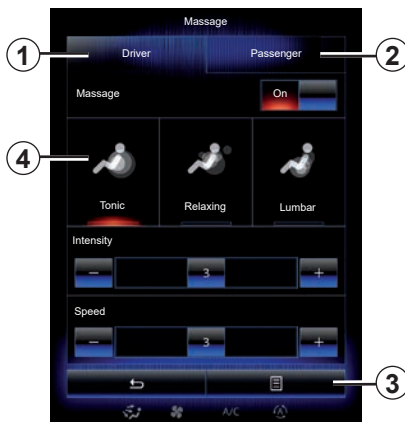 Massage
1
Driver
Passenger
2
Massage
On
4
Tonic
Relaxing
Lumbar
Intensity
− 3 +
Speed
− 3 +
3
A/C
A